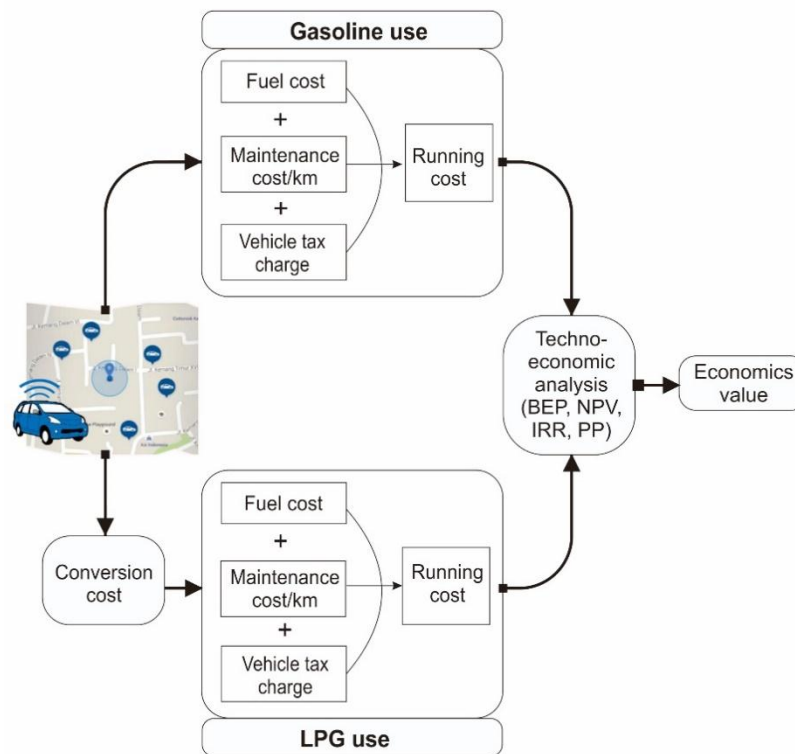 Gasoline use
Fuel cost
+
Maintenance
cost/km
+
Vehicle tax
charge
Running
cost
Techno-
economic
analysis
(BEP, NPV,
IRR, PP)
Economics
value
Conversion
cost
Fuel cost
+
Maintenance
cost/km
+
Vehicle tax
charge
Running
cost
LPG use